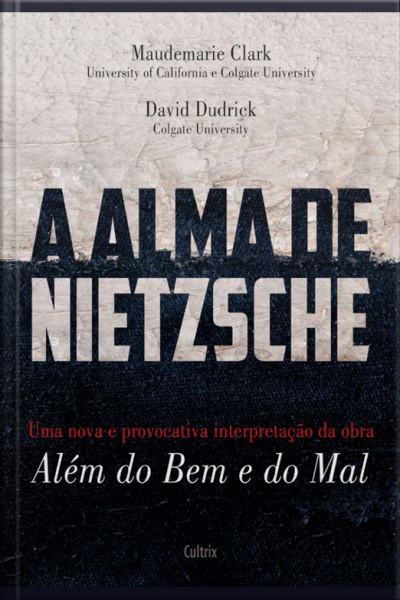 Maudemarie Clark
University of California e Colgate University
David Dudrick
Colgate University
A ALMA DE
NIETZSCHE
Uma nova e provocativa interpretação da obra
Além do Bem e do Mal
Cultrix